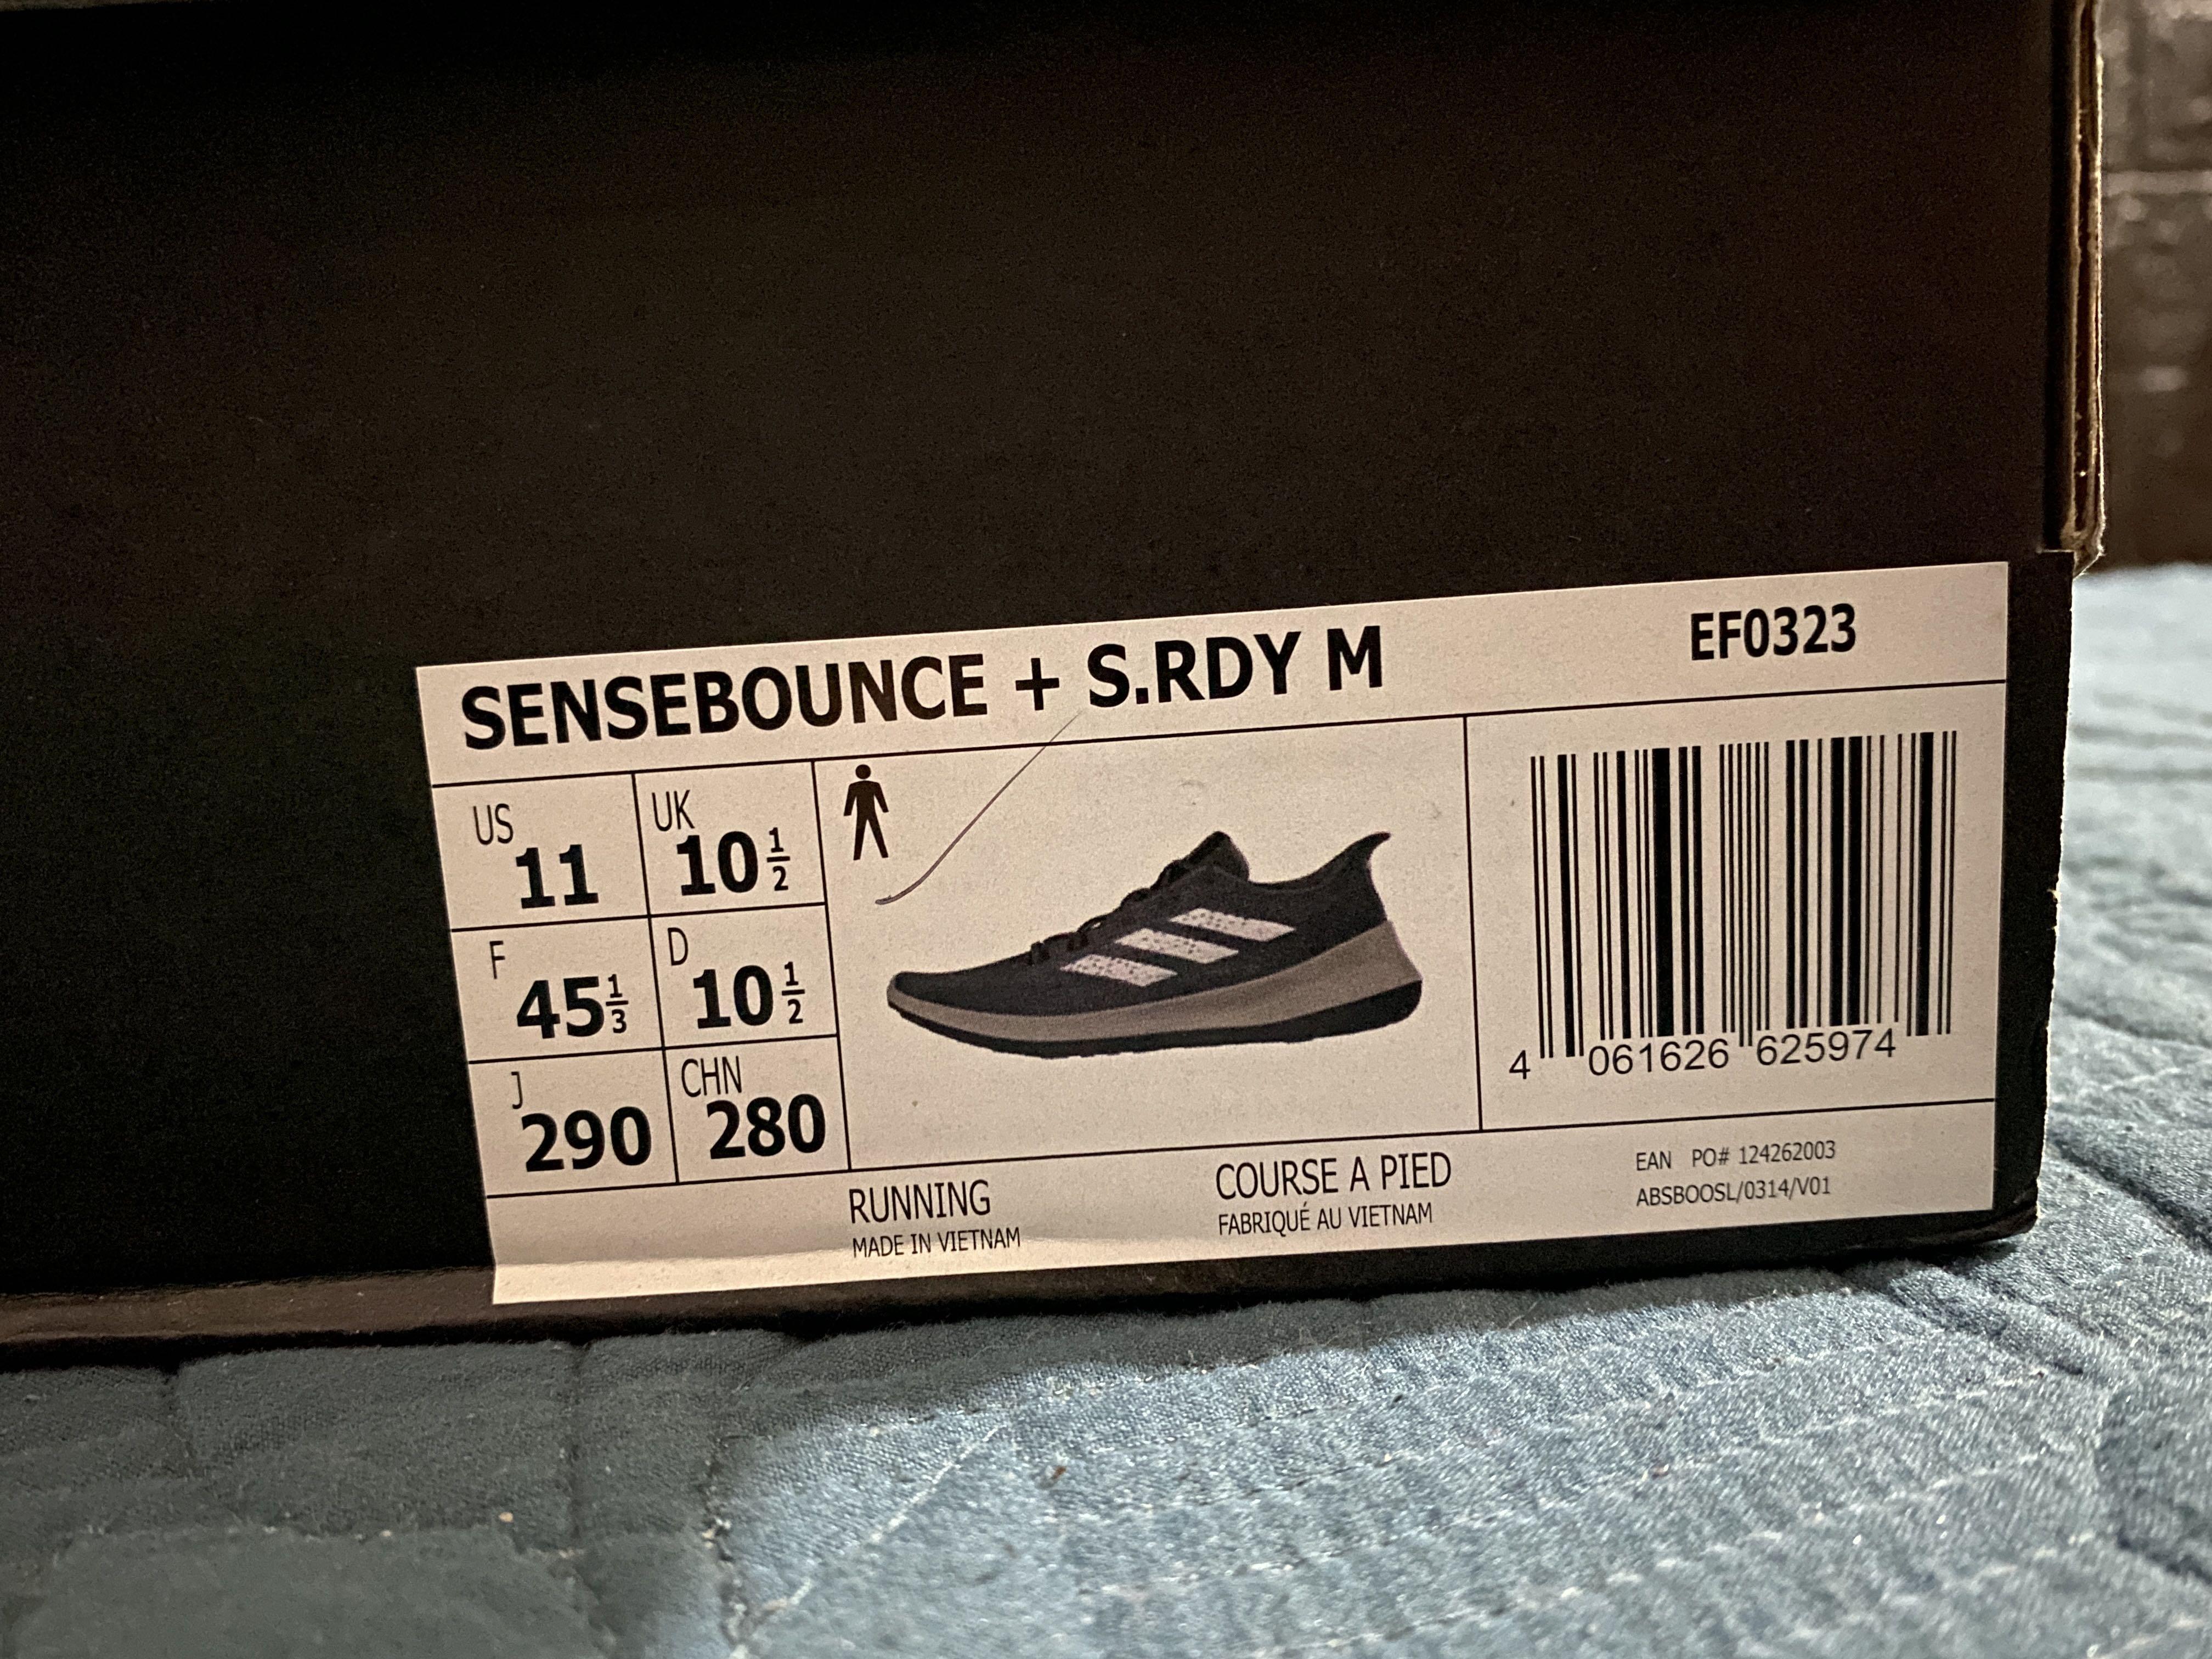 SENSEBOUNCE + S.RDY M
EF0323
US 11
UK 10 1/2
F 45 1/3
D 10 1/2
J 290
CHN 280
4 061626 625974
RUNNING
MADE IN VIETNAM
COURSE A PIED
FABRIQUÉ AU VIETNAM
EAN PO# 124262003
ABSBOOSL/0314/V01